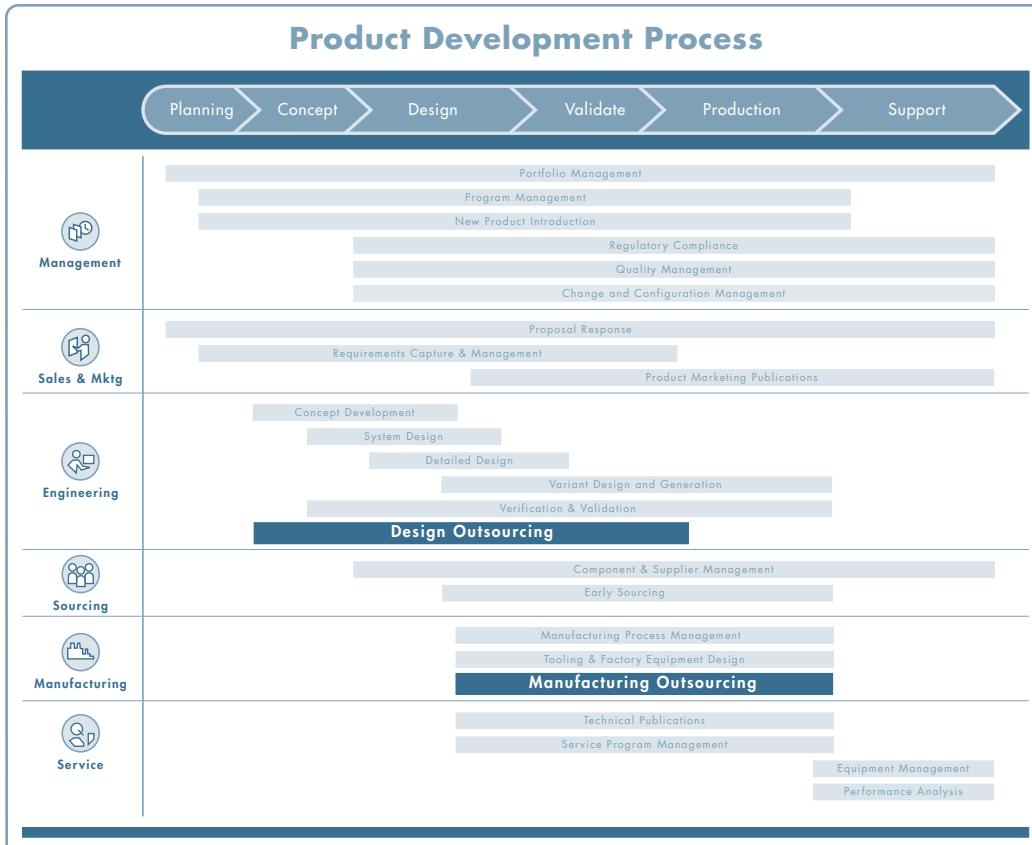 Product Development Process
Planning
Concept
Design
Validate
Production
Support
Management
Portfolio Management
Program Management
New Product Introduction
Regulatory Compliance
Quality Management
Change and Configuration Management
Sales & Mktg
Proposal Response
Requirements Capture & Management
Product Marketing Publications
Engineering
Concept Development
System Design
Detailed Design
Variant Design and Generation
Verification & Validation
Design Outsourcing
Sourcing
Component & Supplier Management
Early Sourcing
Manufacturing
Manufacturing Process Management
Tooling & Factory Equipment Design
Manufacturing Outsourcing
Service
Technical Publications
Service Program Management
Equipment Management
Performance Analysis